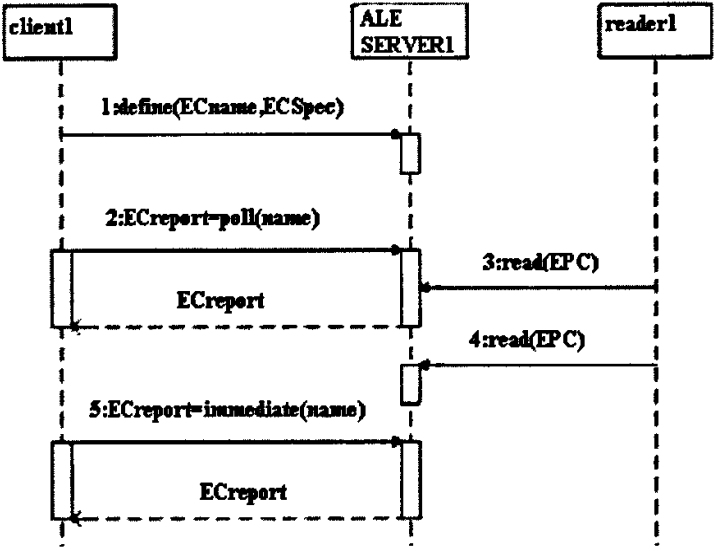 client1
ALE
SERVER1
reader1
1:define(ECname,ECSpec)
2:ECreport=poll(name)
3:read(EPC)
ECreport
4:read(EPC)
5:ECreport=immediate(name)
ECreport